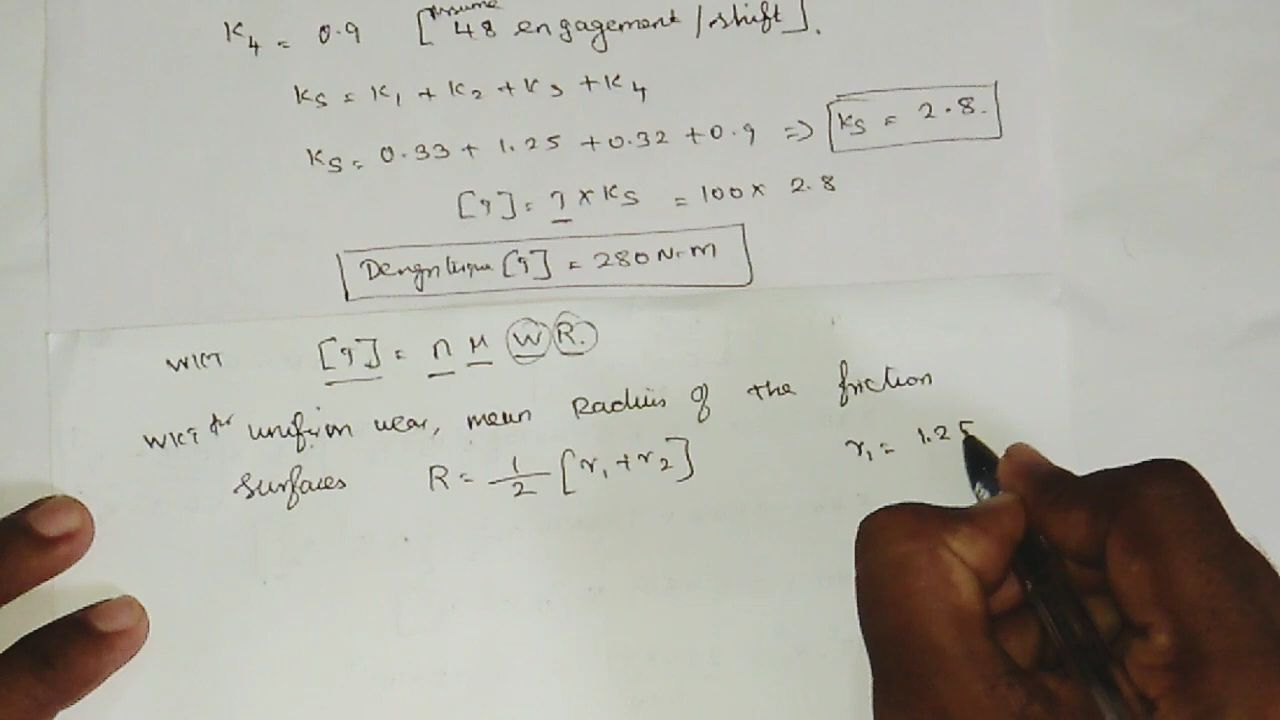 K4 = 0.9 [Assume 48 engagement / shift].
KS = K1 + K2 + K3 + K4
KS = 0.33 + 1.25 + 0.32 + 0.9 => KS = 2.8.
[T] = T x KS = 100 x 2.8
Design torque [T] = 280 N-m
WKT [T] = n μ W R.
WKT for uniform wear, mean Radius of the friction
surfaces R = 1/2 [r1 + r2] r1 = 1.25